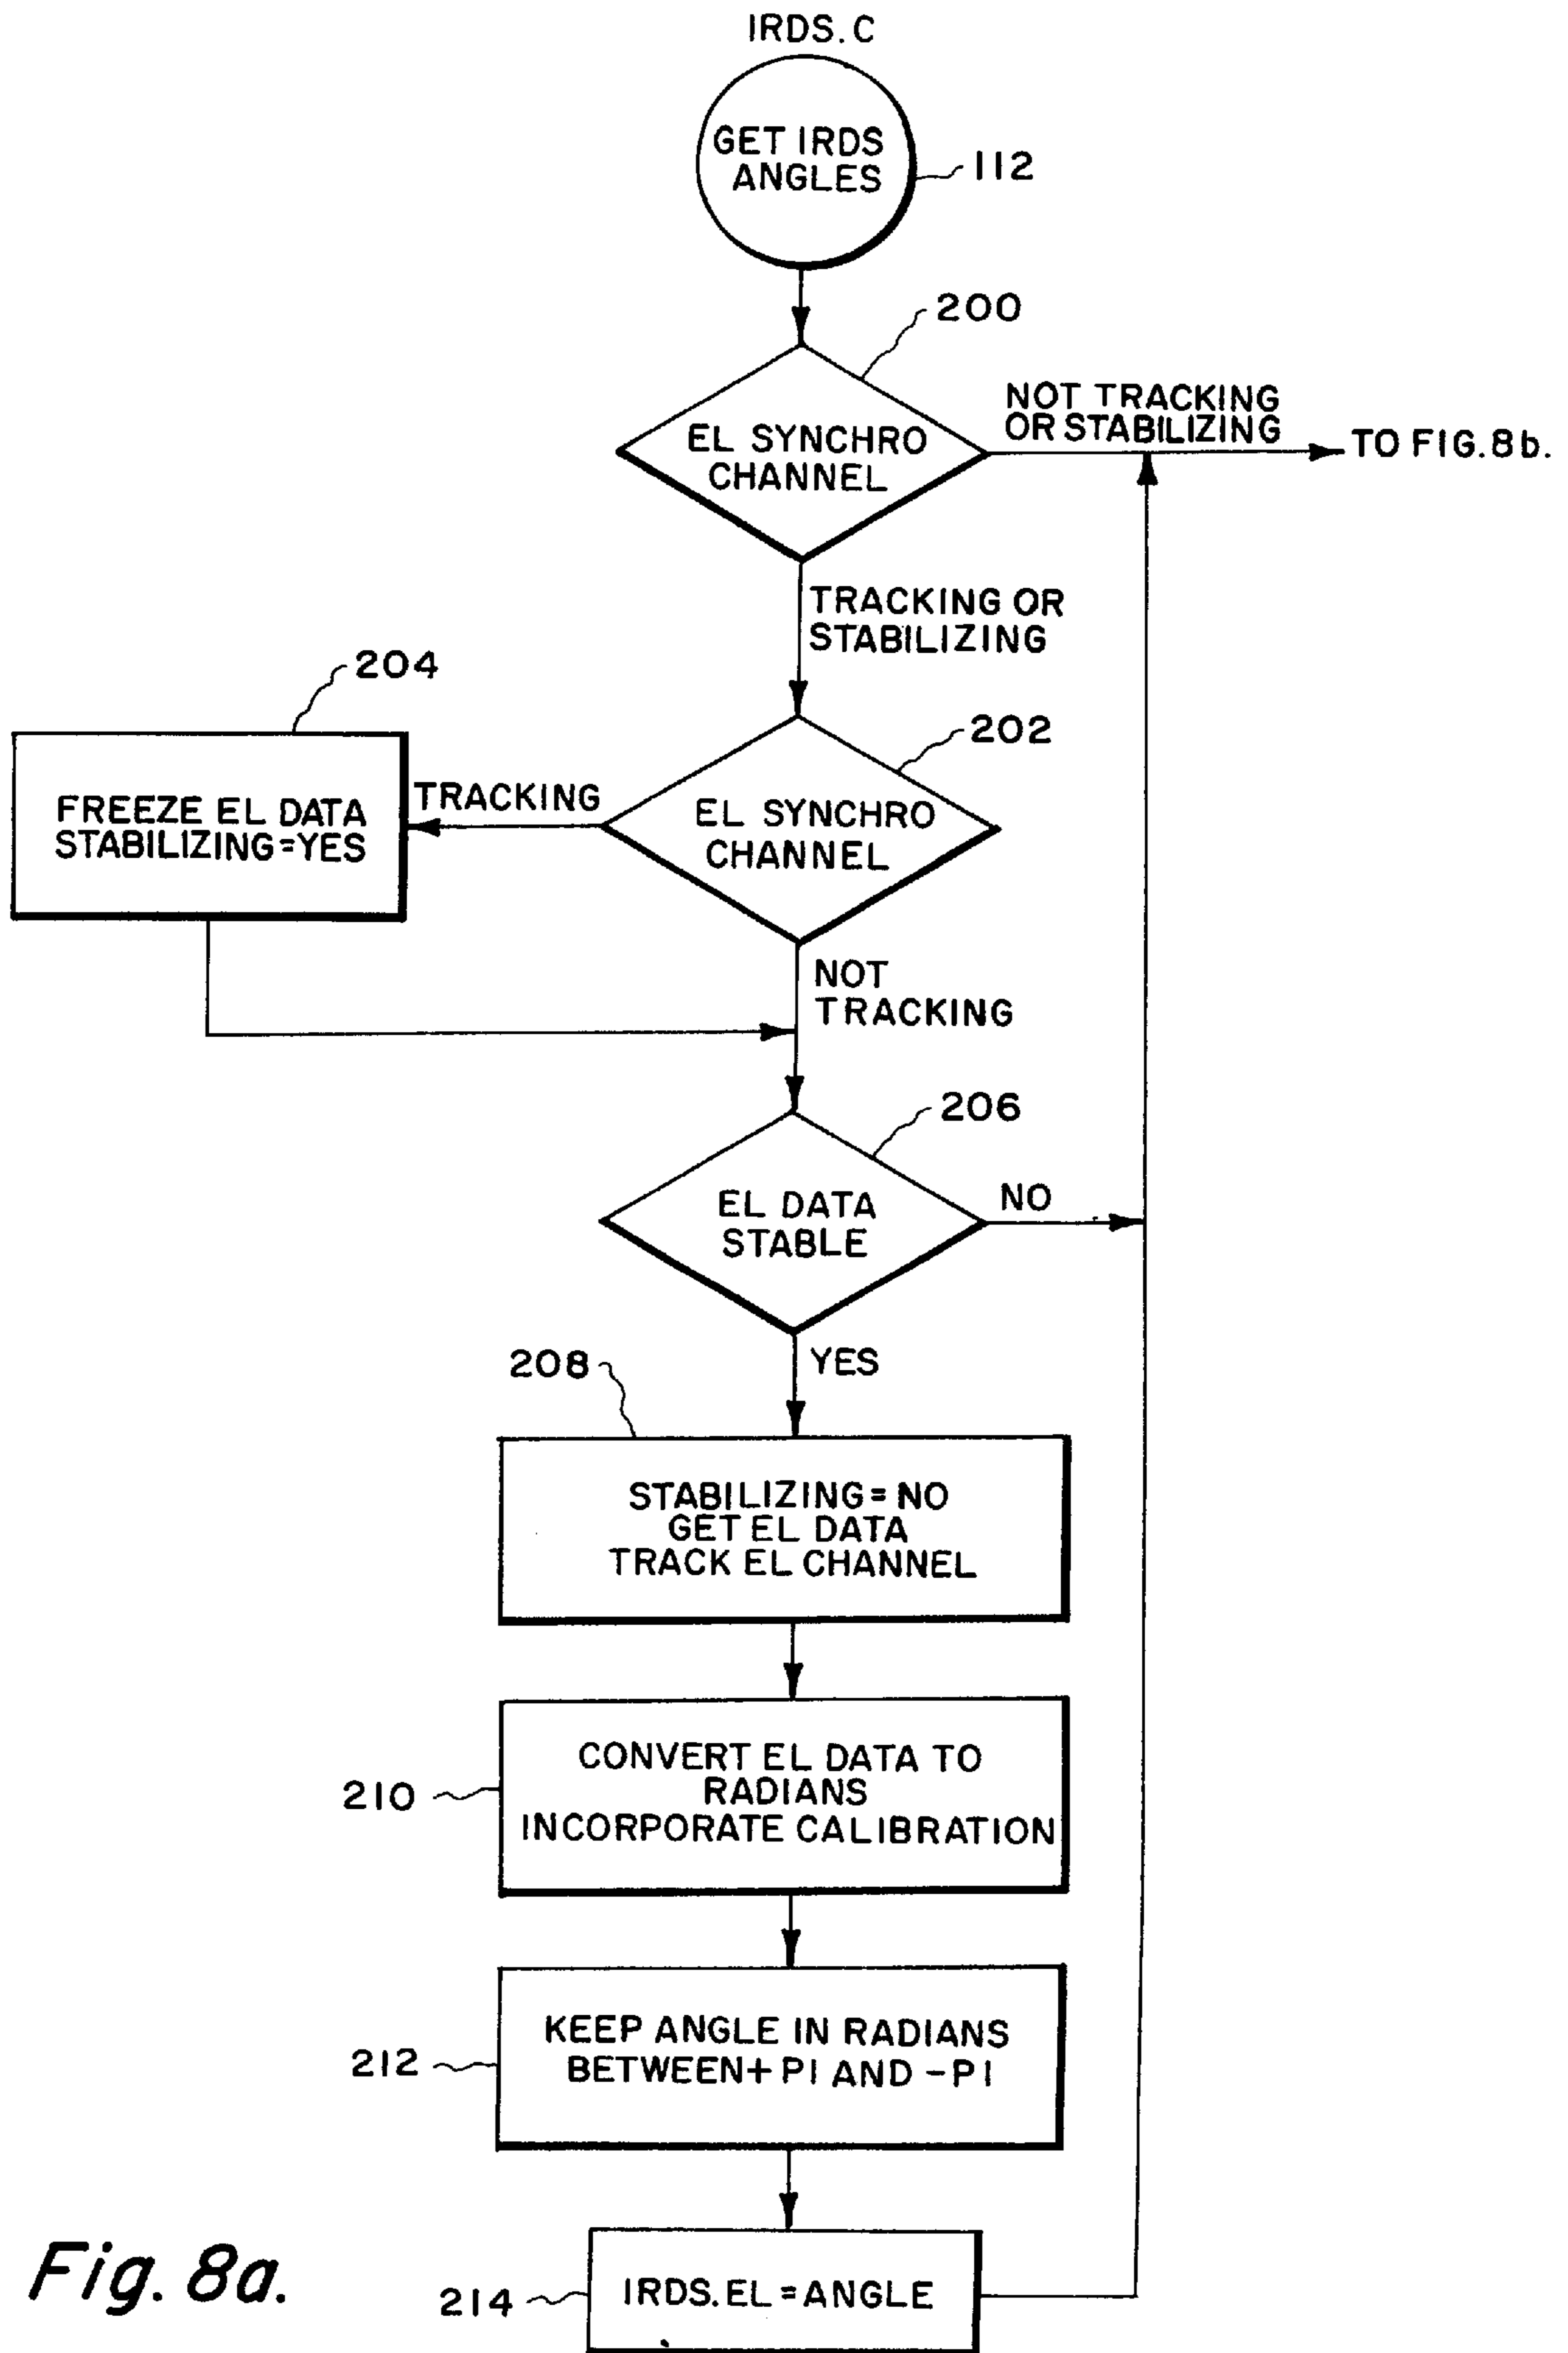 IRDS.C
GET IRDS
ANGLES
112
200
EL SYNCHRO
CHANNEL
NOT TRACKING
OR STABILIZING
TO FIG.8b.
TRACKING OR
STABILIZING
204
202
FREEZE EL DATA
STABILIZING=YES
TRACKING
EL SYNCHRO
CHANNEL
NOT
TRACKING
206
EL DATA
STABLE
NO
YES
208
STABILIZING=NO
GET EL DATA
TRACK EL CHANNEL
210
CONVERT EL DATA TO
RADIANS
INCORPORATE CALIBRATION
212
KEEP ANGLE IN RADIANS
BETWEEN+PI AND -PI
214
IRDS.EL=ANGLE
Fig. 8a.